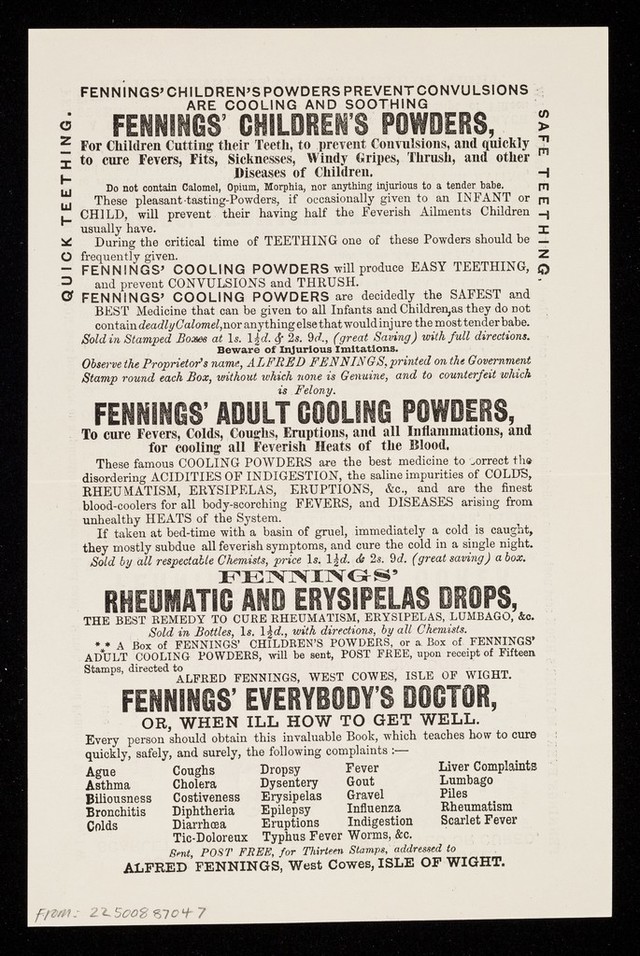 FENNINGS' CHILDREN'S POWDERS PREVENT CONVULSIONS
ARE COOLING AND SOOTHING
QUICK TEETHING.
SAFE TEETHING.
FENNINGS' CHILDREN'S POWDERS,
For Children Cutting their Teeth, to prevent Convulsions, and quickly
to cure Fevers, Fits, Sicknesses, Windy Gripes, Thrush, and other
Diseases of Children.
Do not contain Calomel, Opium, Morphia, nor anything injurious to a tender babe.
These pleasant-tasting-Powders, if occasionally given to an INFANT or
CHILD, will prevent their having half the Feverish Ailments Children
usually have.
During the critical time of TEETHING one of these Powders should be
frequently given.
FENNINGS' COOLING POWDERS will produce EASY TEETHING,
and prevent CONVULSIONS and THRUSH.
FENNINGS' COOLING POWDERS are decidedly the SAFEST and
BEST Medicine that can be given to all Infants and Children, as they do not
contain deadly Calomel, nor anything else that would injure the most tender babe.
Sold in Stamped Boxes at 1s. 1½d. & 2s. 9d., (great Saving) with full directions.
Beware of Injurious Imitations.
Observe the Proprietor's name, ALFRED FENNINGS, printed on the Government
Stamp round each Box, without which none is Genuine, and to counterfeit which
is Felony.
FENNINGS' ADULT COOLING POWDERS,
To cure Fevers, Colds, Coughs, Eruptions, and all Inflammations, and
for cooling all Feverish Heats of the Blood.
These famous COOLING POWDERS are the best medicine to correct the
disordering ACIDITIES OF INDIGESTION, the saline impurities of COLDS,
RHEUMATISM, ERYSIPELAS, ERUPTIONS, &c., and are the finest
blood-coolers for all body-scorching FEVERS, and DISEASES arising from
unhealthy HEATS of the System.
If taken at bed-time with a basin of gruel, immediately a cold is caught,
they mostly subdue all feverish symptoms, and cure the cold in a single night.
Sold by all respectable Chemists, price 1s. 1½d. & 2s. 9d. (great saving) a box.
FENNINGS'
RHEUMATIC AND ERYSIPELAS DROPS,
THE BEST REMEDY TO CURE RHEUMATISM, ERYSIPELAS, LUMBAGO, &c.
Sold in Bottles, 1s. 1½d., with directions, by all Chemists.
*** A Box of FENNINGS' CHILDREN'S POWDERS, or a Box of FENNINGS'
ADULT COOLING POWDERS, will be sent, POST FREE, upon receipt of Fifteen
Stamps, directed to
ALFRED FENNINGS, WEST COWES, ISLE OF WIGHT.
FENNINGS' EVERYBODY'S DOCTOR,
OR, WHEN ILL HOW TO GET WELL.
Every person should obtain this invaluable Book, which teaches how to cure
quickly, safely, and surely, the following complaints :—
Ague Coughs Dropsy Fever Liver Complaints
Asthma Cholera Dysentery Gout Lumbago
Biliousness Costiveness Erysipelas Gravel Piles
Bronchitis Diphtheria Epilepsy Influenza Rheumatism
Colds Diarrhœa Eruptions Indigestion Scarlet Fever
Tic-Doloreux Typhus Fever Worms, &c.
Sent, POST FREE, for Thirteen Stamps, addressed to
ALFRED FENNINGS, West Cowes, ISLE OF WIGHT.
From: 22500887047